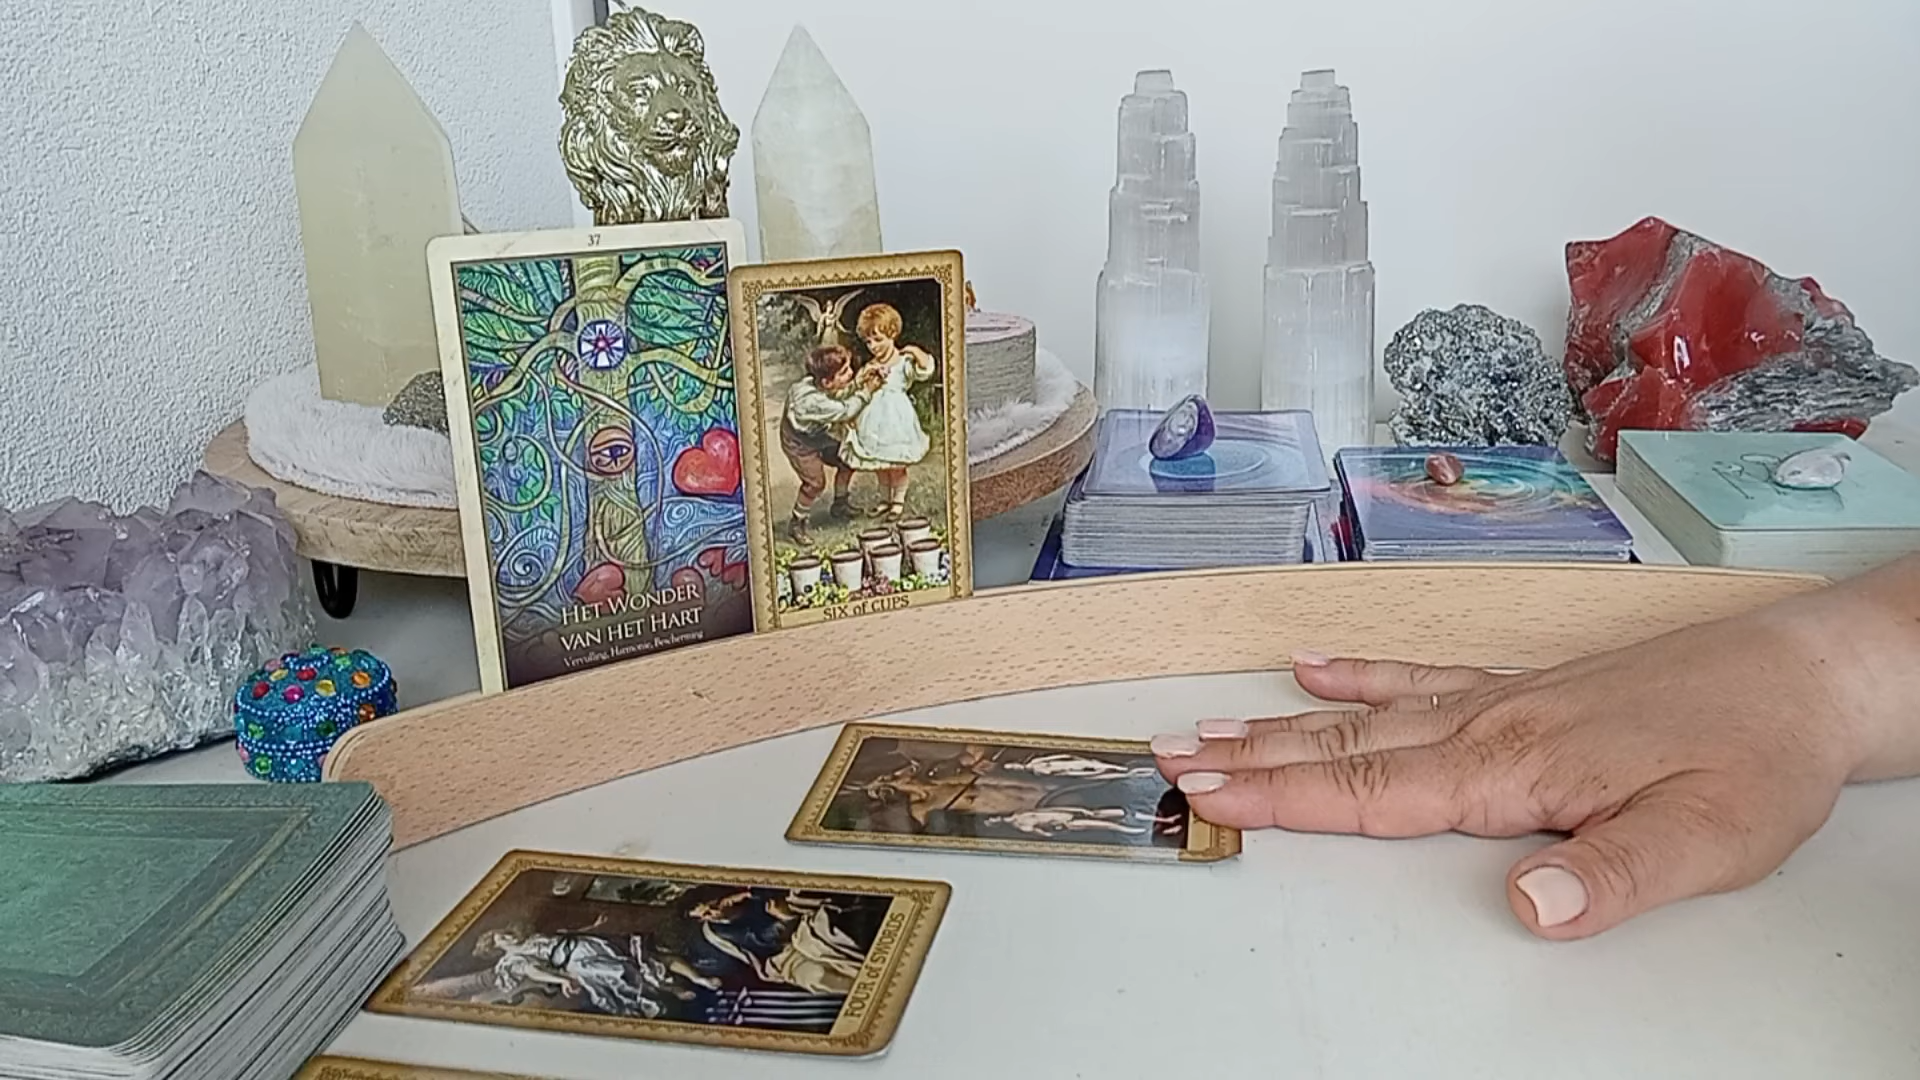 37
HET WONDER
VAN HET HART
Vervulling, Harmonie, Bescherming
SIX of CUPS
FOUR of SWORDS